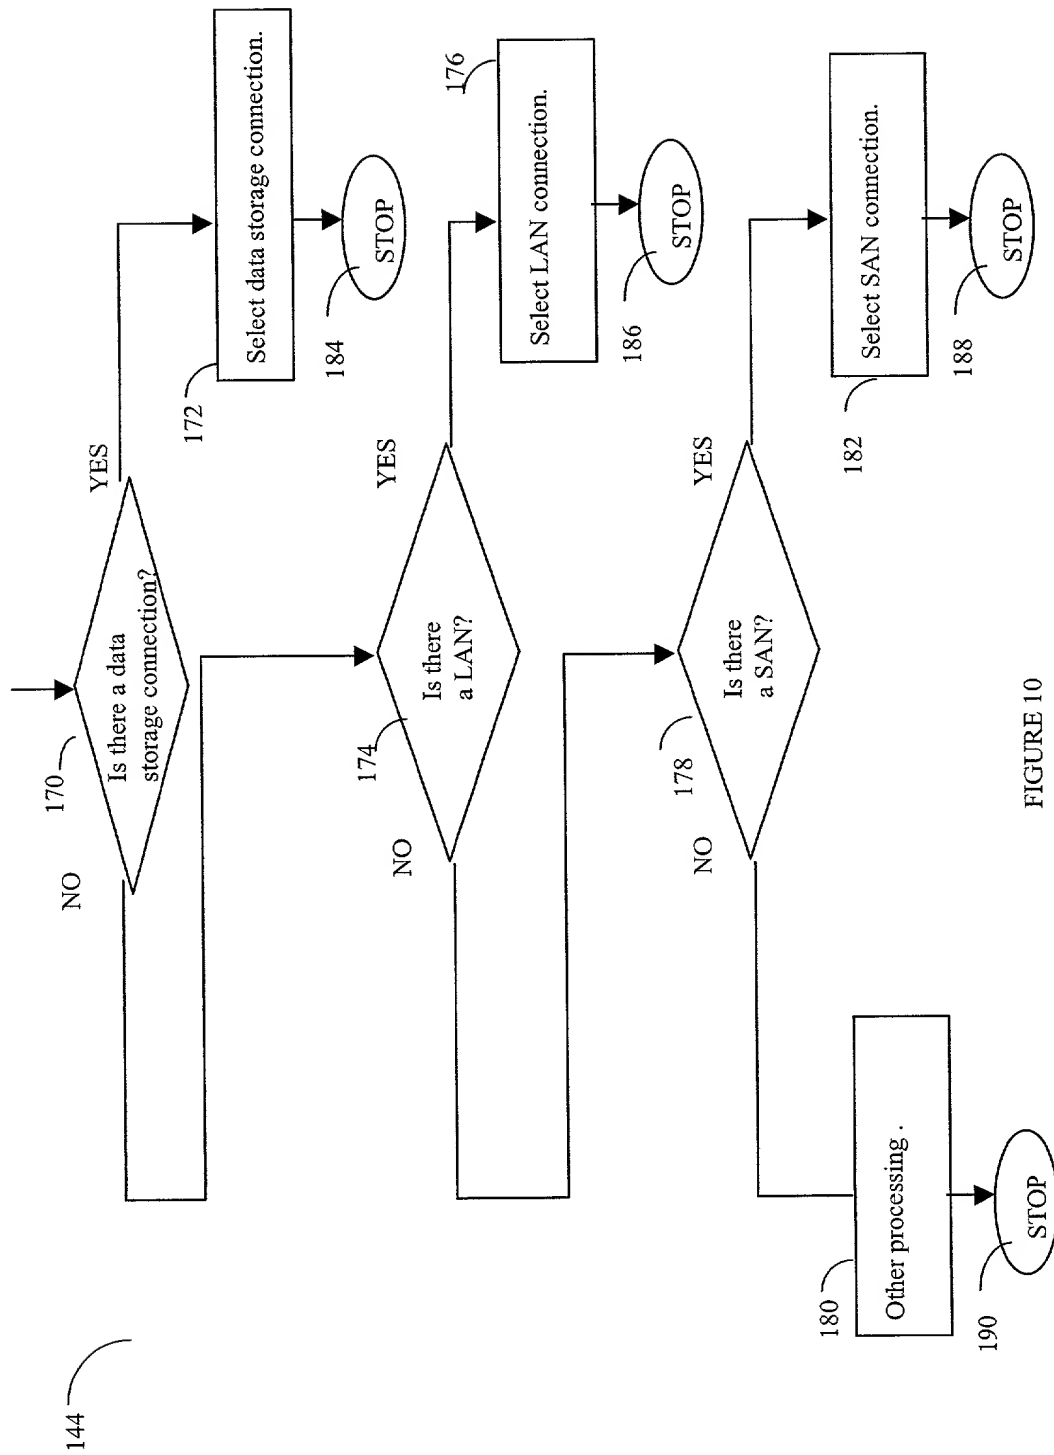 144
170
Is there a data
storage connection?
NO
YES
172
Select data storage connection.
184
STOP
174
Is there
a LAN?
NO
YES
176
Select LAN connection.
186
STOP
178
Is there
a SAN?
NO
YES
182
Select SAN connection.
188
STOP
180
Other processing .
190
STOP
FIGURE 10